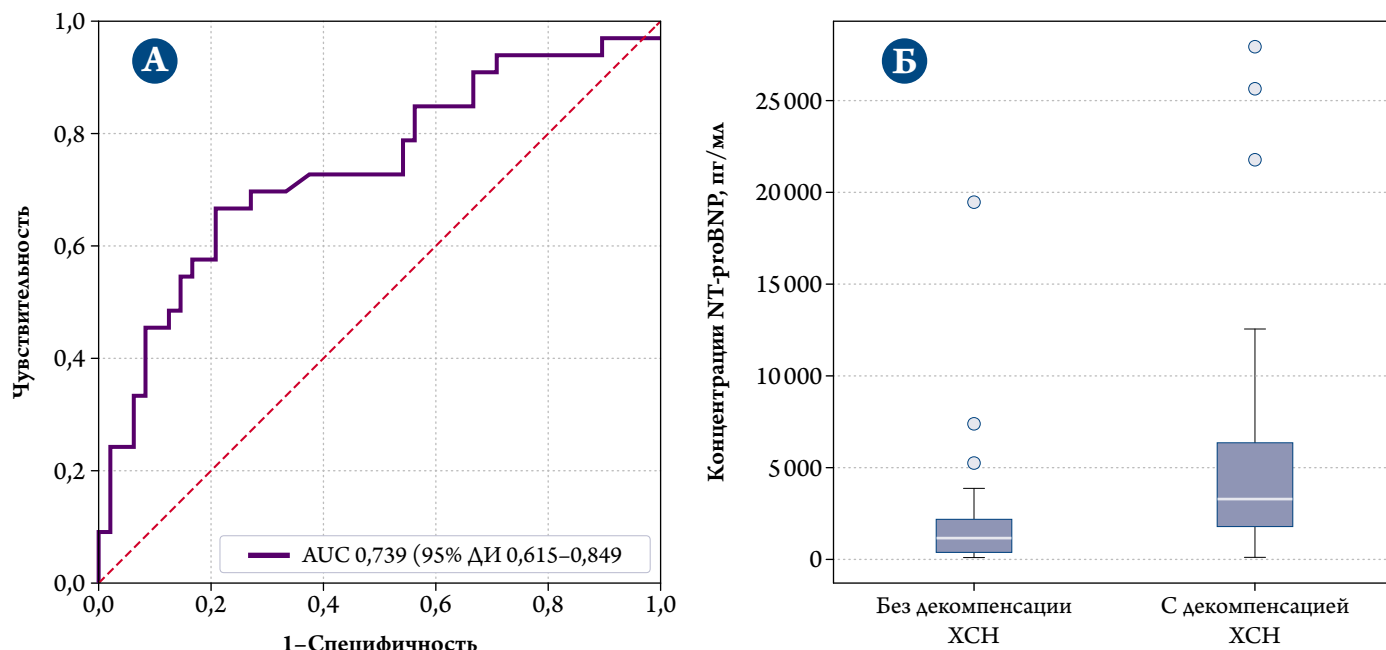 А
1,0
0,8
0,6
0,4
0,2
0,0
Чувствительность
AUC 0,739 (95% ДИ 0,615–0,849
0,0 0,2 0,4 0,6 0,8 1,0
1–Специфичность
Б
25 000
20 000
15 000
10 000
5 000
0
Концентрации NT-proBNP, пг/мл
Без декомпенсации
ХСН
С декомпенсацией
ХСН